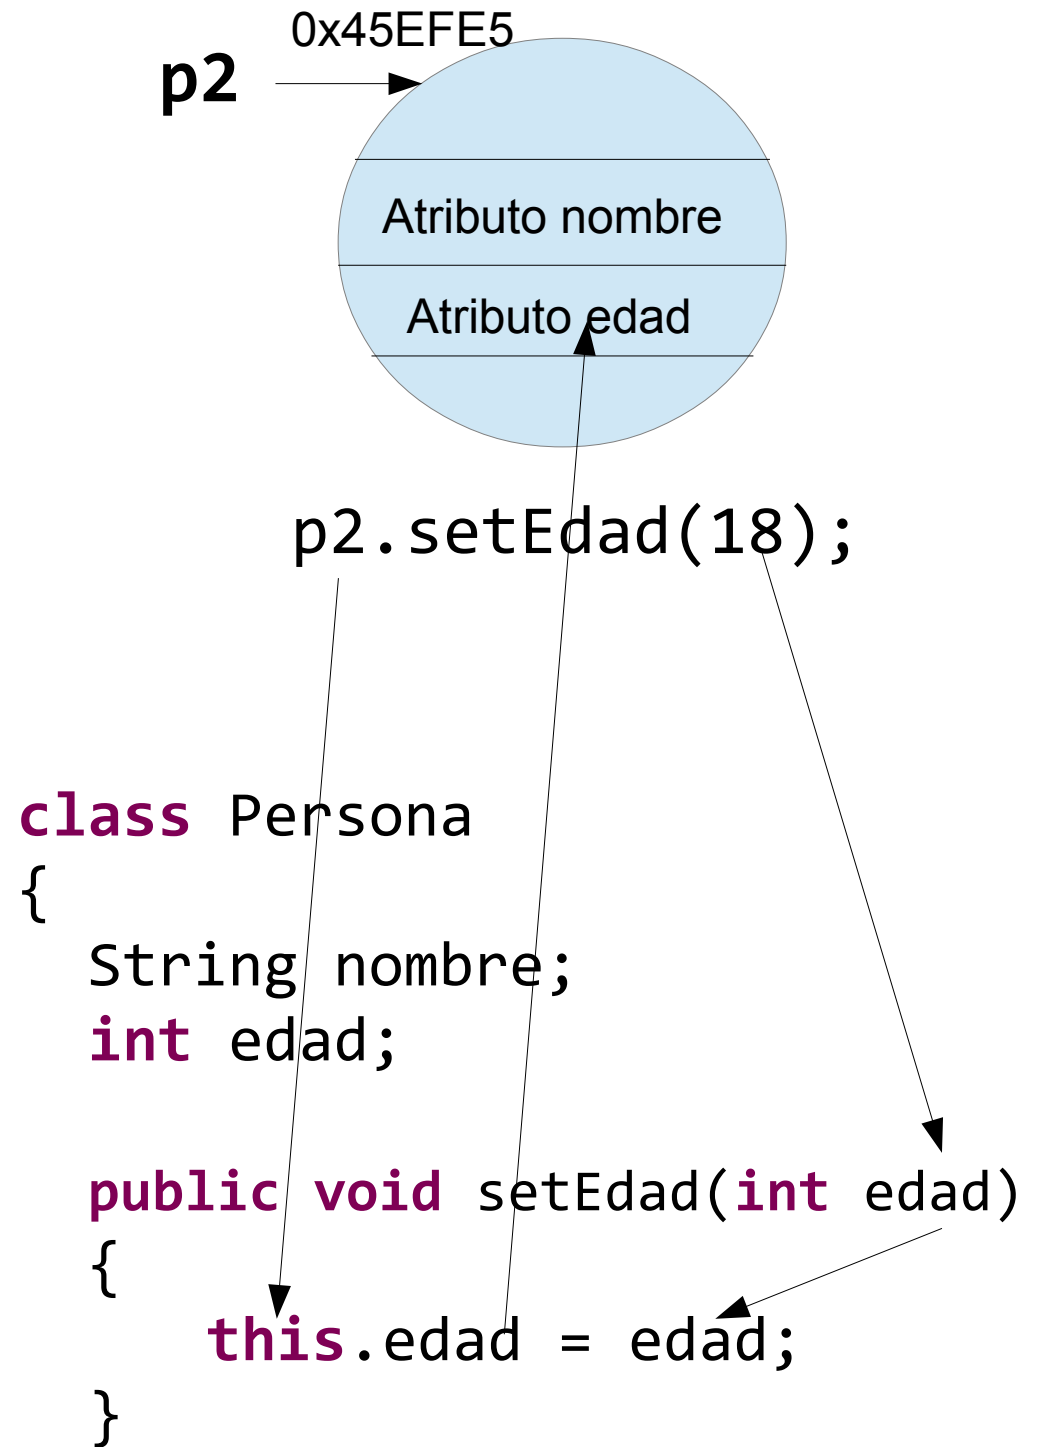 0x45EFE5
p2
Atributo nombre
Atributo edad
p2.setEdad(18);
class Persona
{
String nombre;
int edad;
public void setEdad(int edad)
{
this.edad = edad;
}